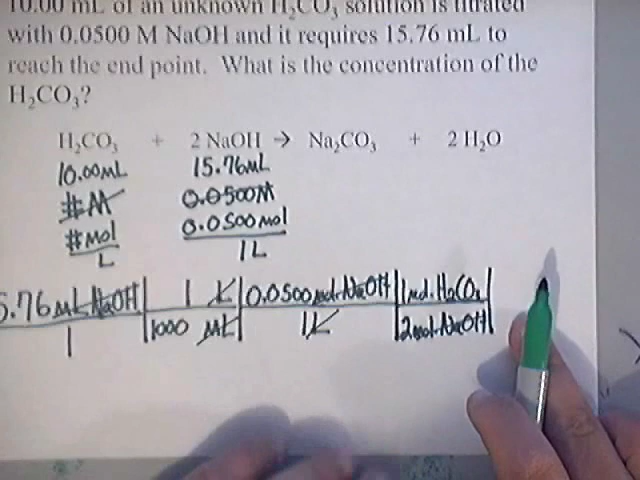 10.00 mL of an unknown H₂CO₃ solution is titrated
with 0.0500 M NaOH and it requires 15.76 mL to
reach the end point. What is the concentration of the
H₂CO₃?
H₂CO₃ + 2 NaOH → Na₂CO₃ + 2 H₂O
10.00mL 15.76mL
#M 0.0500M
#mol 0.0500mol
L 1L
5.76mL NaOH 1 L 0.0500mol NaOH 1mol H₂CO₃
1 1000 mL 1L 2mol NaOH